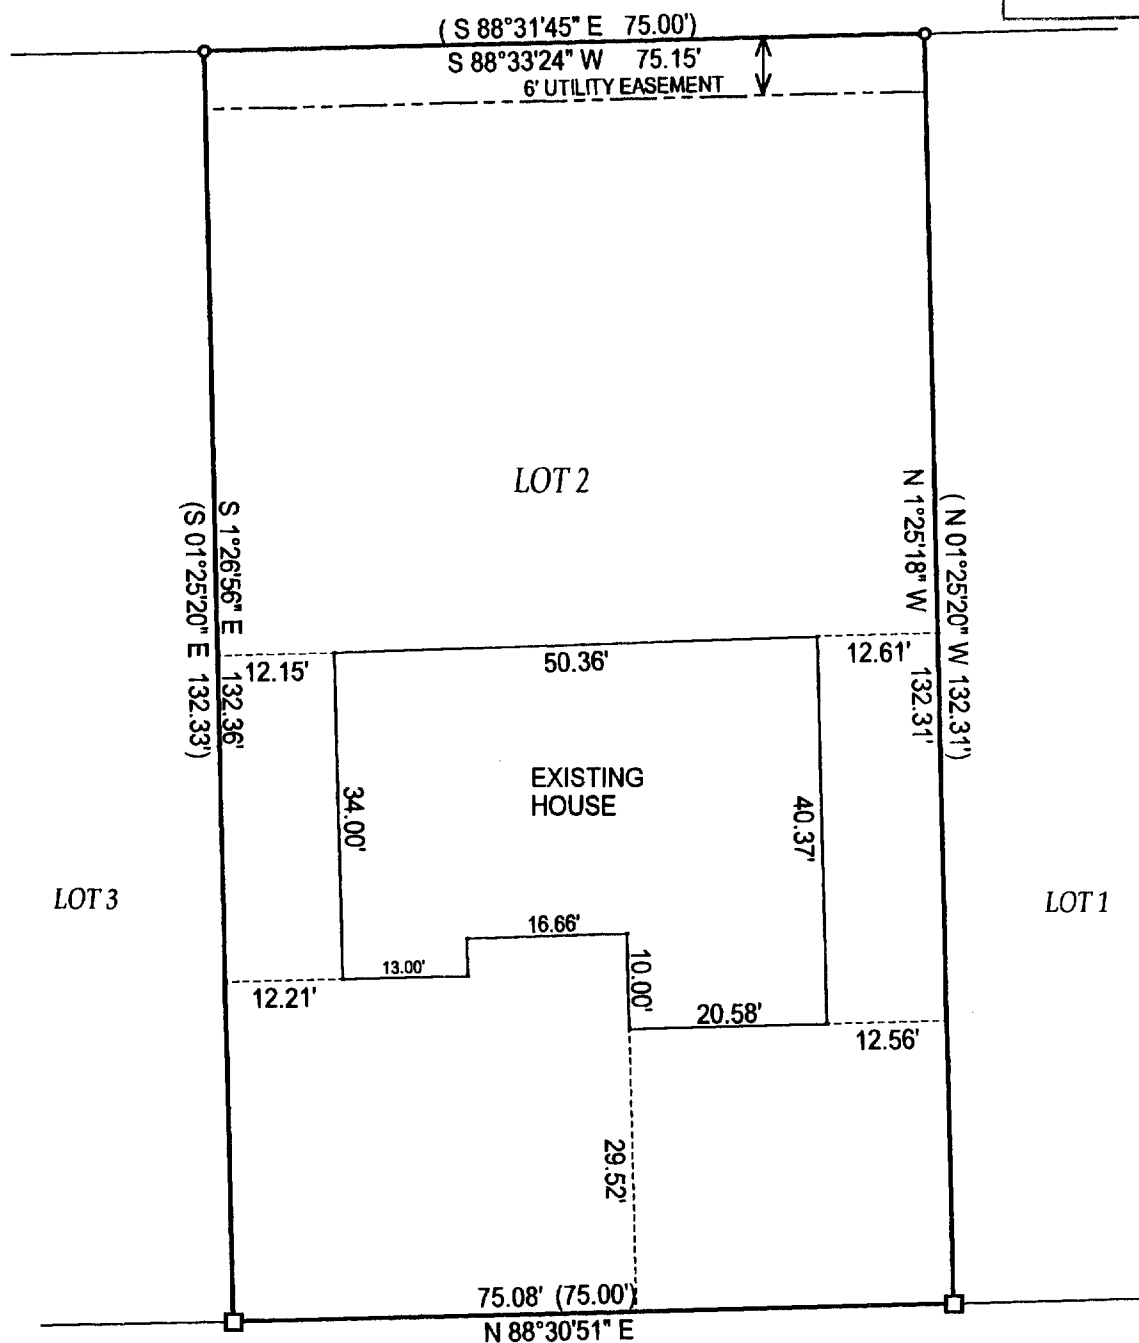 ( S 88°31'45" E 75.00')
S 88°33'24" W 75.15'
6' UTILITY EASEMENT
LOT 2
(S 01°25'20" E 132.33')
S 1°26'56" E 132.36'
N 1°25'18" W 132.31'
( N 01°25'20" W 132.31')
12.15'
50.36'
12.61'
EXISTING
HOUSE
34.00'
40.37'
LOT 3
LOT 1
16.66'
13.00'
10.00'
12.21'
20.58'
12.56'
29.52'
75.08' (75.00')
N 88°30'51" E